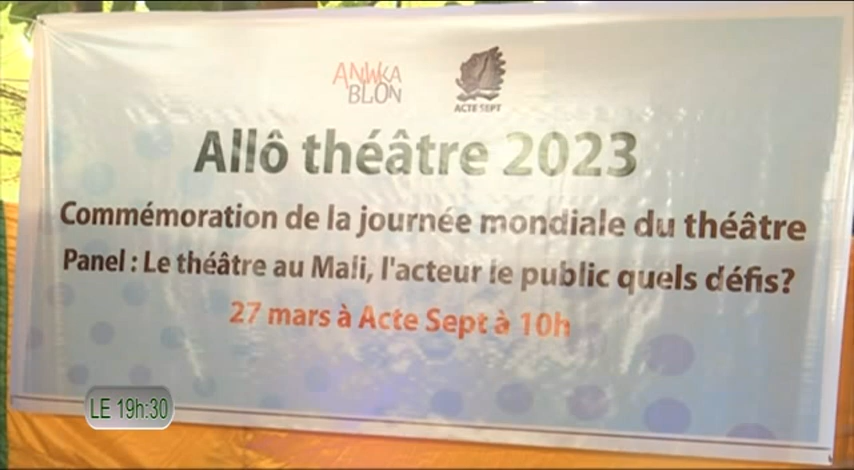 ANW KA
BLON
ACTE SEPT
Allô théâtre 2023
Commémoration de la journée mondiale du théâtre
Panel : Le théâtre au Mali, l'acteur le public quels défis?
27 mars à Acte Sept à 10h
LE 19h:30